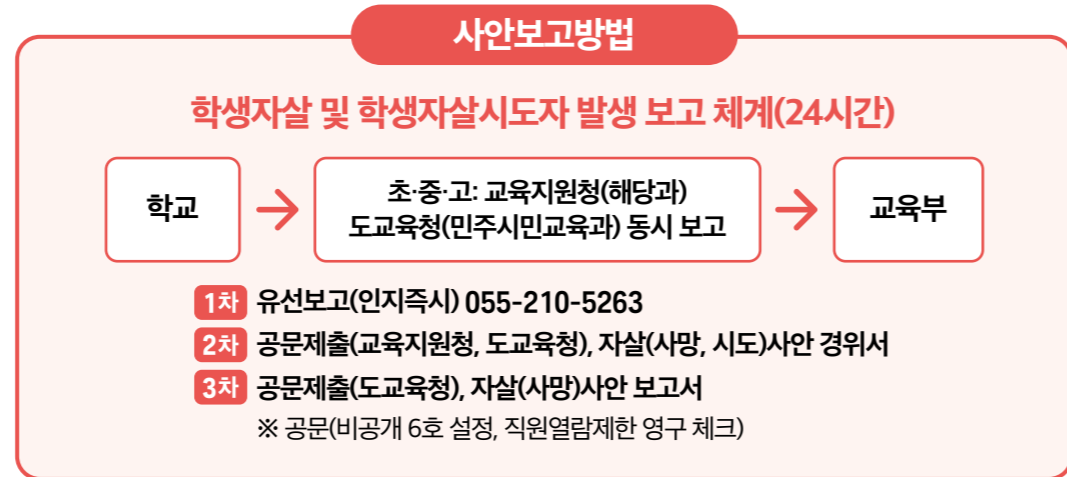 사안보고방법
학생자살 및 학생자살시도자 발생 보고 체계(24시간)
학교
초·중·고: 교육지원청(해당과)
도교육청(민주시민교육과) 동시 보고
교육부
1차 유선보고(인지즉시) 055-210-5263
2차 공문제출(교육지원청, 도교육청), 자살(사망, 시도)사안 경위서
3차 공문제출(도교육청), 자살(사망)사안 보고서
※ 공문(비공개 6호 설정, 직원열람제한 영구 체크)